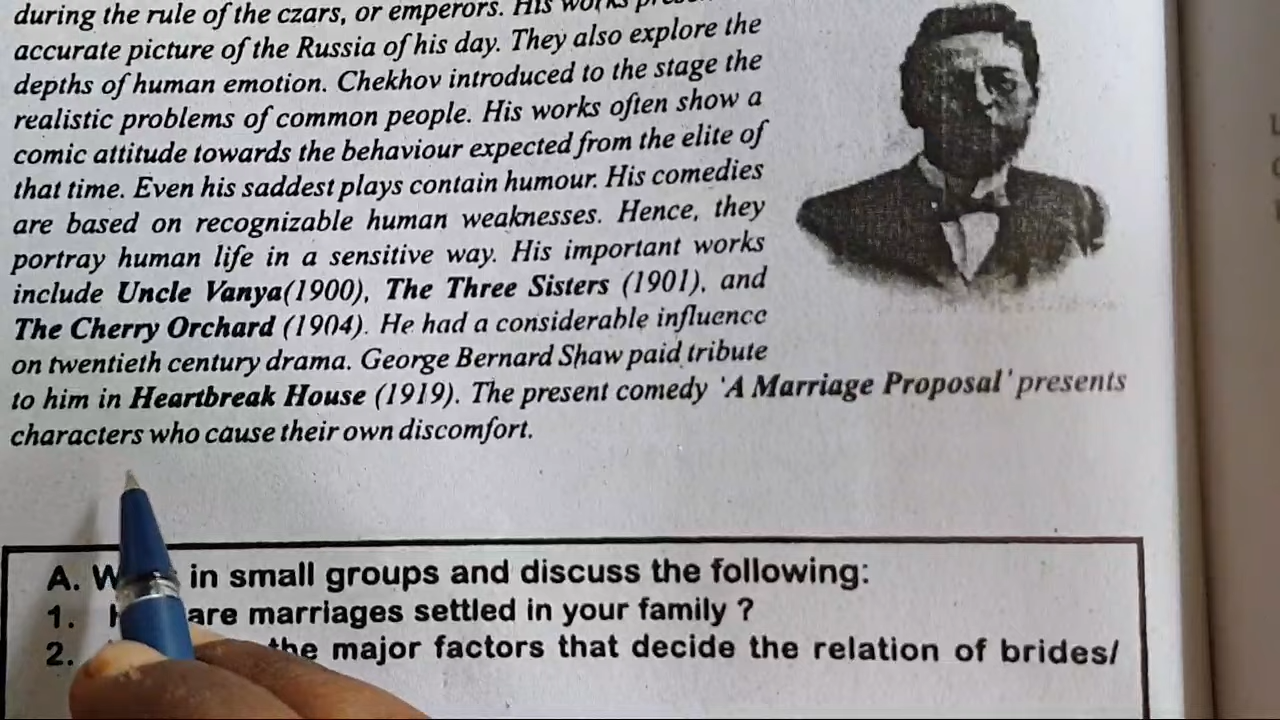 during the rule of the czars, or emperors. His works
accurate picture of the Russia of his day. They also explore the
depths of human emotion. Chekhov introduced to the stage the
realistic problems of common people. His works often show a
comic attitude towards the behaviour expected from the elite of
that time. Even his saddest plays contain humour. His comedies
are based on recognizable human weaknesses. Hence, they
portray human life in a sensitive way. His important works
include Uncle Vanya(1900), The Three Sisters (1901), and
The Cherry Orchard (1904). He had a considerable influence
on twentieth century drama. George Bernard Shaw paid tribute
to him in Heartbreak House (1919). The present comedy 'A Marriage Proposal' presents
characters who cause their own discomfort.
A. in small groups and discuss the following:
1. are marriages settled in your family ?
2. the major factors that decide the relation of brides/